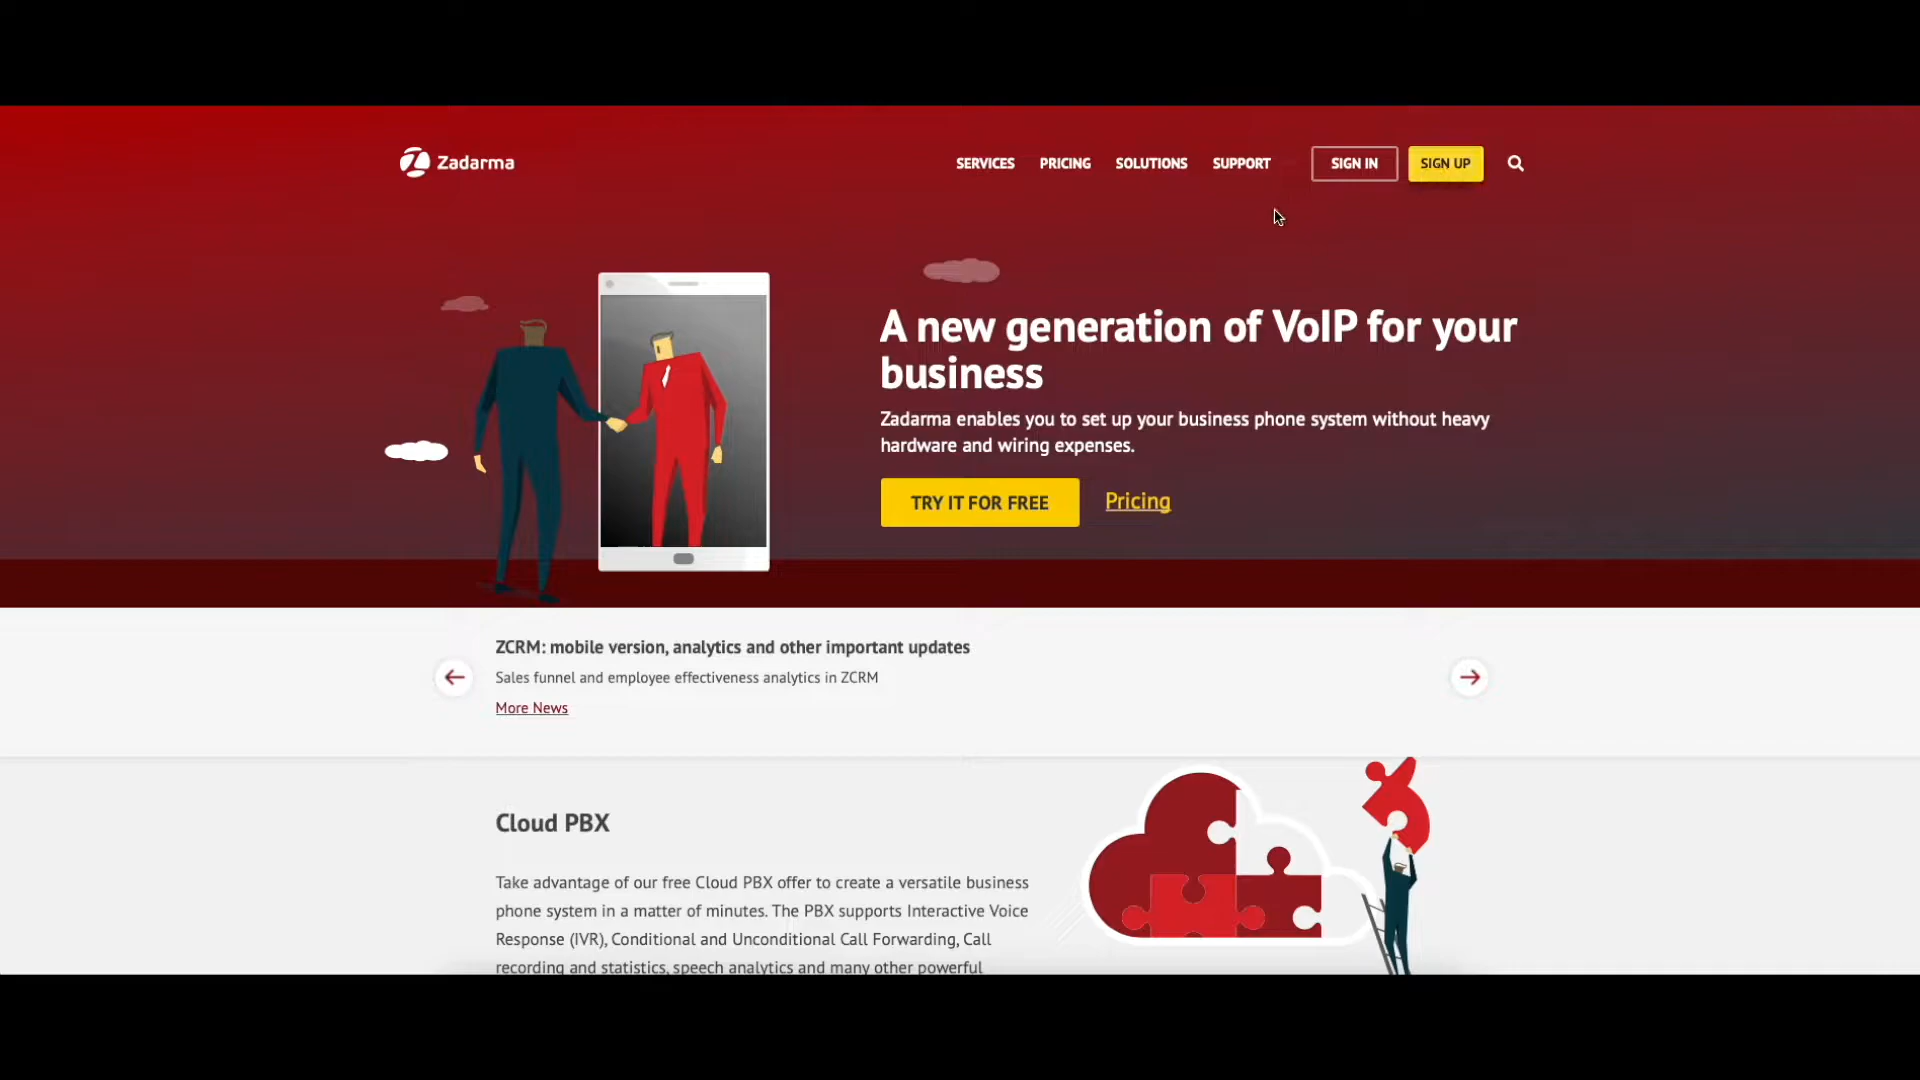 Zadarma
SERVICES PRICING SOLUTIONS SUPPORT SIGN IN SIGN UP
A new generation of VoIP for your
business
Zadarma enables you to set up your business phone system without heavy
hardware and wiring expenses.
TRY IT FOR FREE Pricing
ZCRM: mobile version, analytics and other important updates
Sales funnel and employee effectiveness analytics in ZCRM
More News
Cloud PBX
Take advantage of our free Cloud PBX offer to create a versatile business
phone system in a matter of minutes. The PBX supports Interactive Voice
Response (IVR), Conditional and Unconditional Call Forwarding, Call
recording and statistics, speech analytics and many other powerful